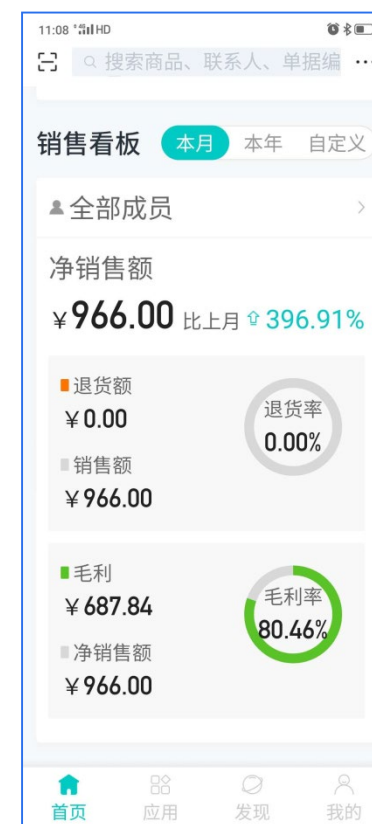 11:08 HD
搜索商品、联系人、单据编
销售看板 本月 本年 自定义
全部成员
净销售额
¥966.00 比上月 396.91%
退货额
¥0.00
销售额
¥966.00
退货率
0.00%
毛利
¥687.84
净销售额
¥966.00
毛利率
80.46%
首页 应用 发现 我的